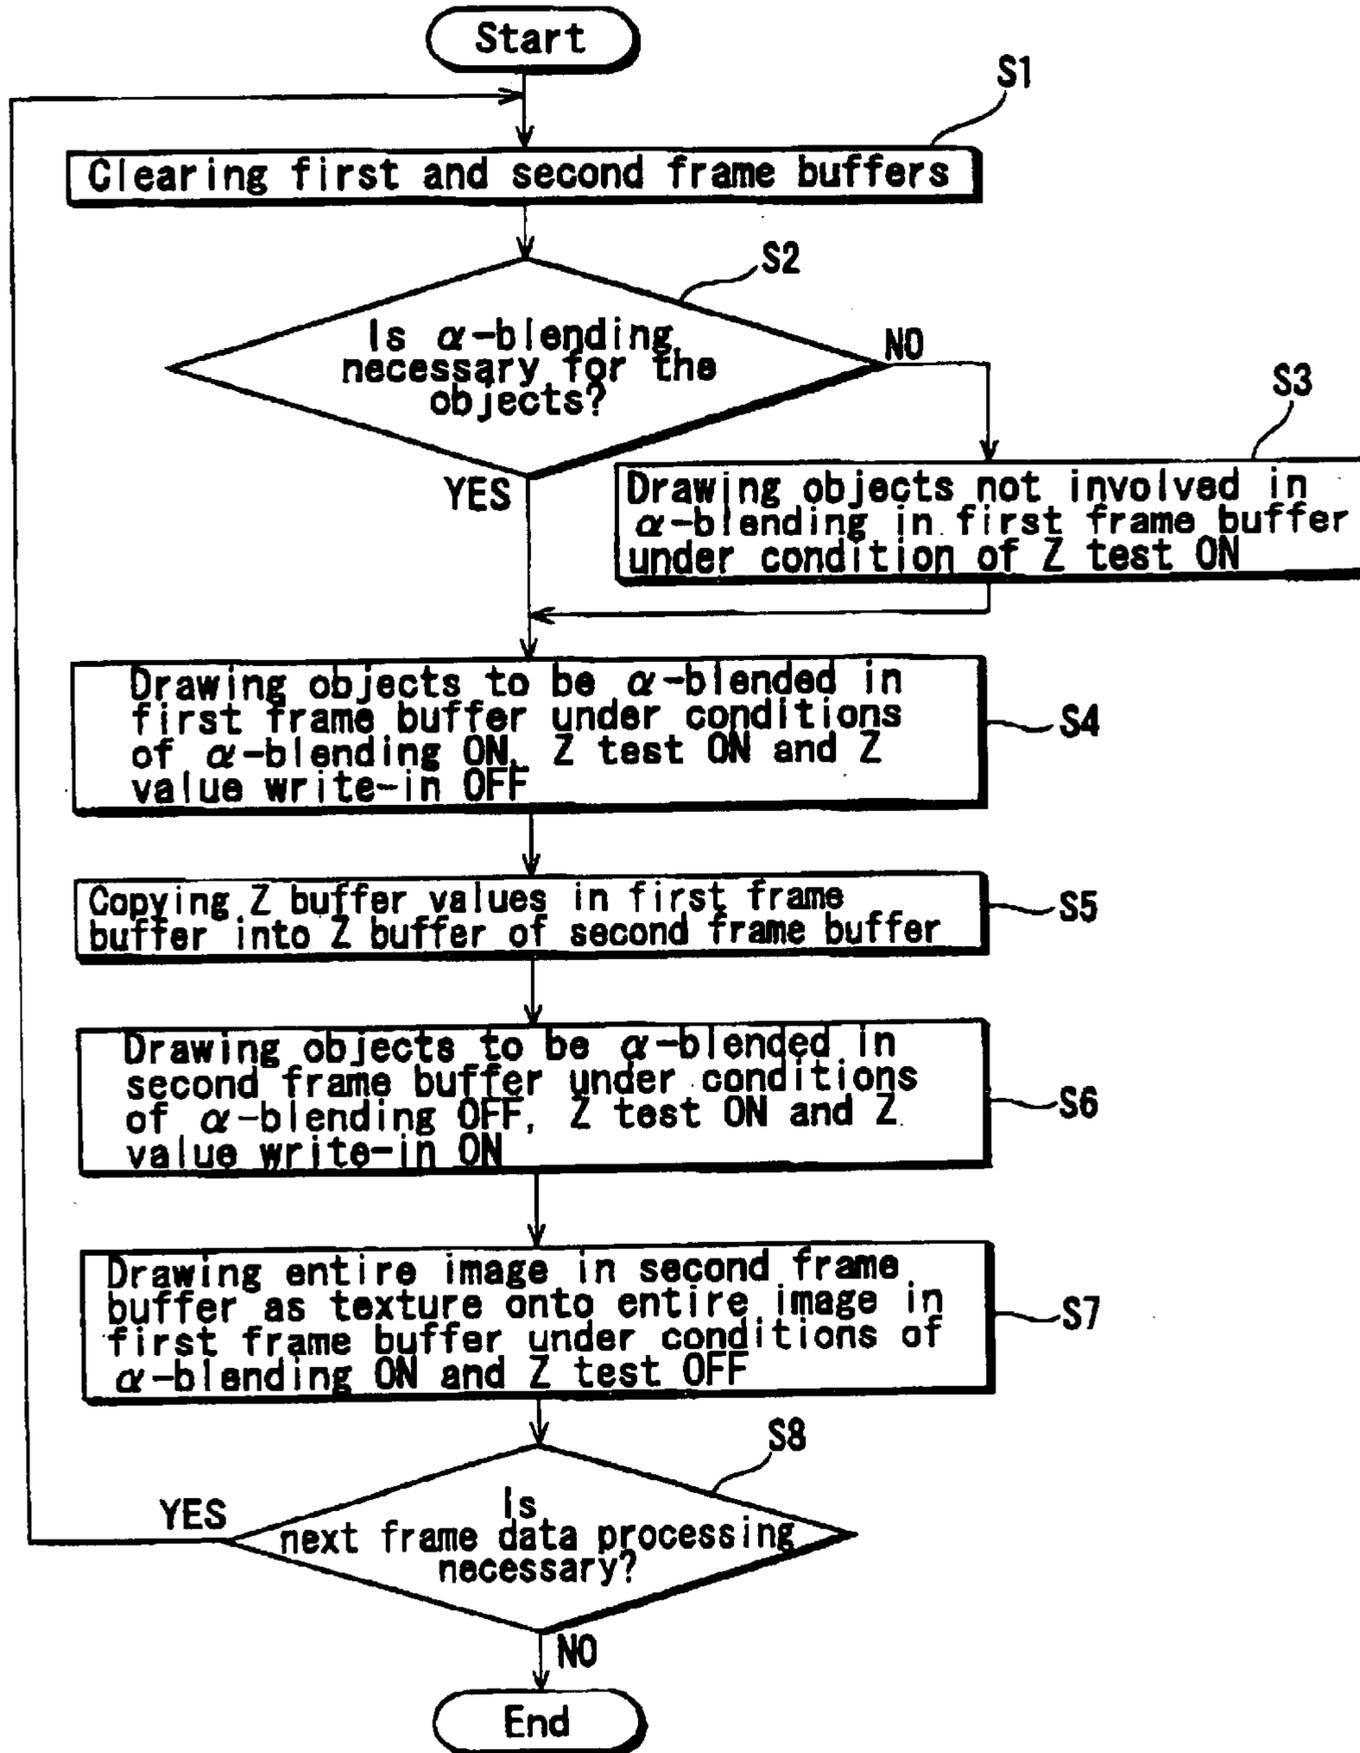 Start
S1
Clearing first and second frame buffers
S2
Is α-blending
necessary for the
objects?
NO
YES
S3
Drawing objects not involved in
α-blending in first frame buffer
under condition of Z test ON
Drawing objects to be α-blended in
first frame buffer under conditions
of α-blending ON, Z test ON and Z
value write-in OFF
S4
Copying Z buffer values in first frame
buffer into Z buffer of second frame buffer
S5
Drawing objects to be α-blended in
second frame buffer under conditions
of α-blending OFF, Z test ON and Z
value write-in ON
S6
Drawing entire image in second frame
buffer as texture onto entire image in
first frame buffer under conditions of
α-blending ON and Z test OFF
S7
S8
YES
Is
next frame data processing
necessary?
NO
End